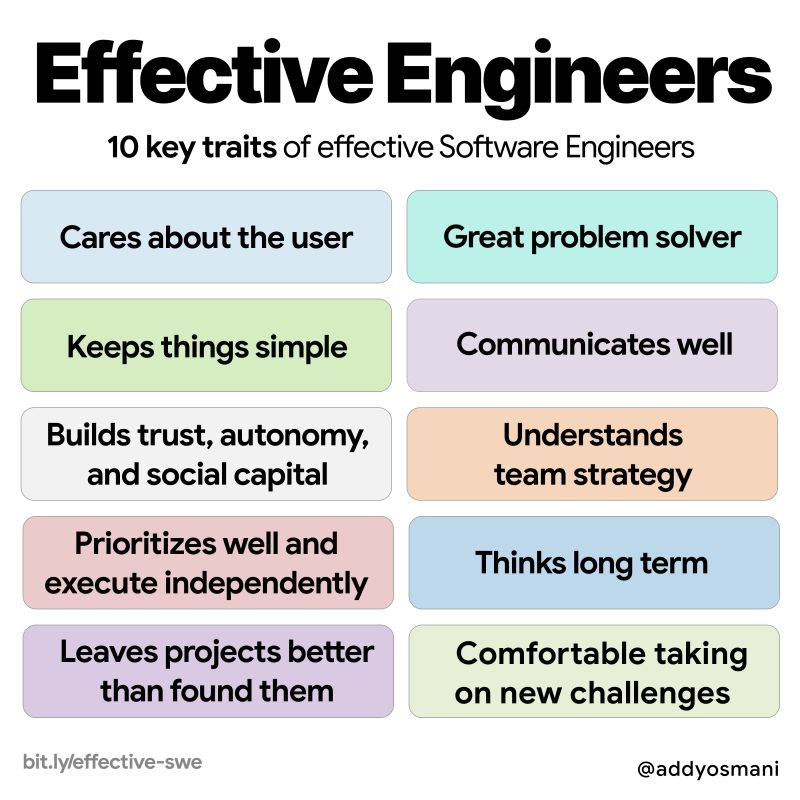 Effective Engineers
10 key traits of effective Software Engineers
Cares about the user
Great problem solver
Keeps things simple
Communicates well
Builds trust, autonomy,
and social capital
Understands
team strategy
Prioritizes well and
execute independently
Thinks long term
Leaves projects better
than found them
Comfortable taking
on new challenges
bit.ly/effective-swe
@addyosmani